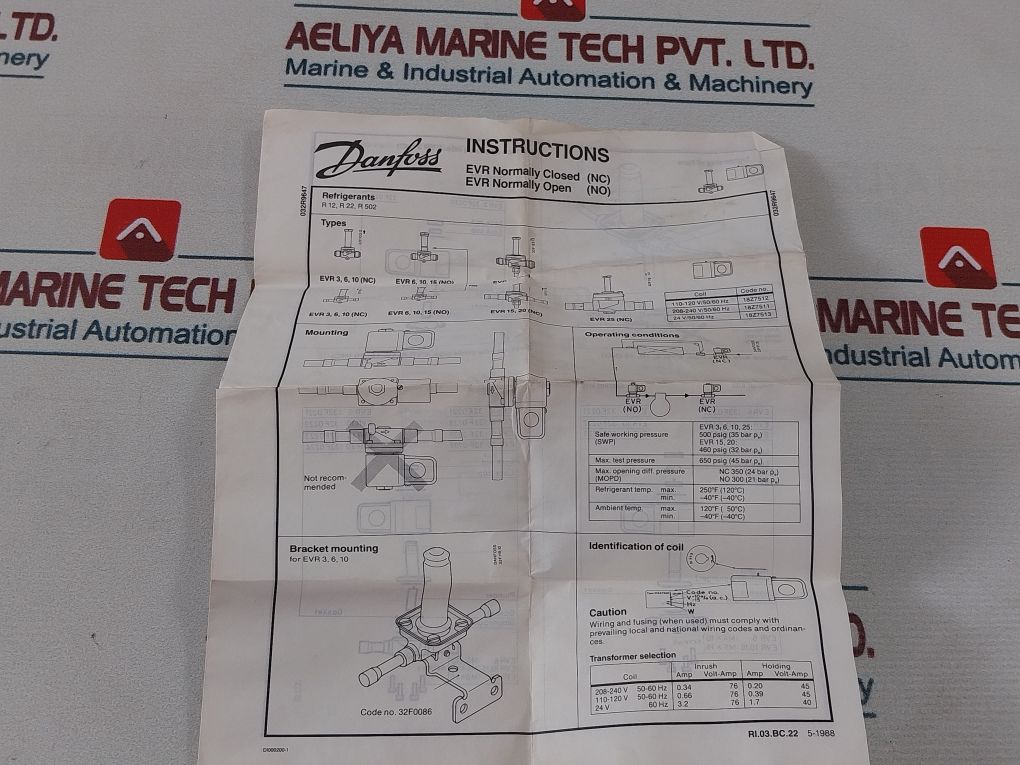 LTD.
nery
AELIYA MARINE TECH PVT. LTD.
Marine & Industrial Automation & Machinery
MARINE TECH
ustrial Automation
MARINE TE
ndustrial Autom
D.
ry
Danfoss
INSTRUCTIONS
EVR Normally Closed (NC)
EVR Normally Open (NO)
032R9647
032R9647
Refrigerants
R 12, R 22, R 502
Types
EVR 3, 6, 10 (NC)
EVR 6, 10, 15 (NO)
EVR 3, 6, 10 (NC)
EVR 6, 10, 15 (NO)
EVR 15, 20 (NC)
EVR 25 (NC)
Coil Code no.
110-120 V/50/60 Hz 18Z7512
208-240 V/50/60 Hz 18Z7511
24 V/50/60 Hz 18Z7513
Mounting
Not recom-
mended
Operating conditions
EVR
(NC)
EVR
(NO)
EVR
(NC)
Safe working pressure
(SWP)
EVR 3, 6, 10, 25:
500 psig (35 bar pe)
EVR 15, 20:
460 psig (32 bar pe)
Max. test pressure 650 psig (45 bar pe)
Max. opening diff. pressure NC 350 (24 bar pe)
(MOPD) NO 300 (21 bar pe)
Refrigerant temp. max. 250°F (120°C)
min. –40°F (–40°C)
Ambient temp. max. 120°F ( 50°C)
min. –40°F (–40°C)
Bracket mounting
for EVR 3, 6, 10
Code no. 32F0086
Identification of coil
Code no.
Hz
W
Caution
Wiring and fusing (when used) must comply with
prevailing local and national wiring codes and ordinan-
ces.
Transformer selection
Coil Inrush Holding
Amp Volt-Amp Amp Volt-Amp
208-240 V 50-60 Hz 0.34 76 0.20 45
110-120 V 50-60 Hz 0.66 76 0.39 45
24 V 60 Hz 3.2 76 1.7 40
DI000200-1
RI.03.BC.22 5-1988